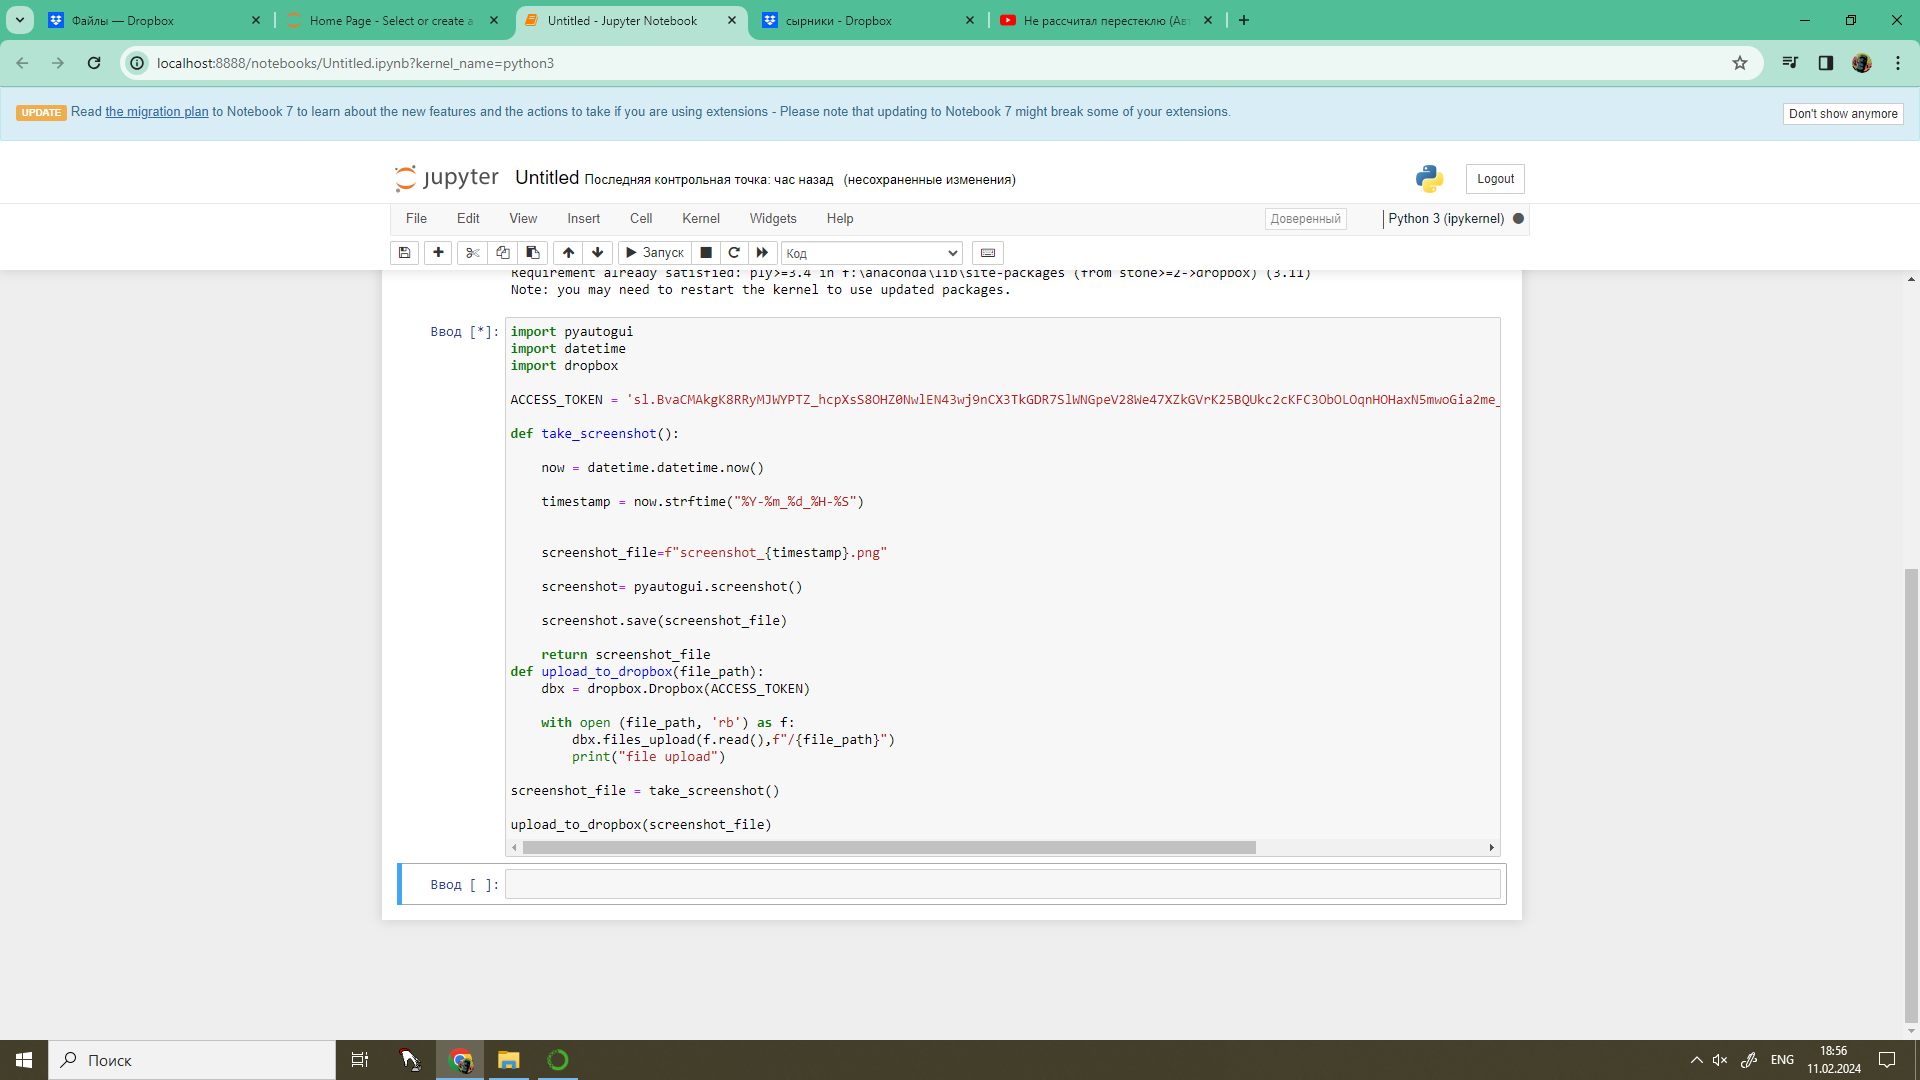 Файлы — Dropbox
Home Page - Select or create a
Untitled - Jupyter Notebook
сырники - Dropbox
Не рассчитал перестеклю (Ав
localhost:8888/notebooks/Untitled.ipynb?kernel_name=python3
UPDATE Read the migration plan to Notebook 7 to learn about the new features and the actions to take if you are using extensions - Please note that updating to Notebook 7 might break some of your extensions.
Don't show anymore
jupyter Untitled Последняя контрольная точка: час назад (несохраненные изменения)
Logout
File Edit View Insert Cell Kernel Widgets Help
Доверенный
Python 3 (ipykernel)
Запуск
Код
Requirement already satisfied: ply>=3.4 in f:\anaconda\lib\site-packages (from stone>=2->dropbox) (3.11)
Note: you may need to restart the kernel to use updated packages.
Ввод [*]:
import pyautogui
import datetime
import dropbox
ACCESS_TOKEN = 'sl.BvaCMAkgK8RRyMJWYPTZ_hcpXsS8OHZ0NwlEN43wj9nCX3TkGDR7SlWNGpeV28We47XZkGVrK25BQUkc2cKFC3ObOLOqnHOHaxN5mwoGia2me_
def take_screenshot():
now = datetime.datetime.now()
timestamp = now.strftime("%Y-%m_%d_%H-%S")
screenshot_file=f"screenshot_{timestamp}.png"
screenshot= pyautogui.screenshot()
screenshot.save(screenshot_file)
return screenshot_file
def upload_to_dropbox(file_path):
dbx = dropbox.Dropbox(ACCESS_TOKEN)
with open (file_path, 'rb') as f:
dbx.files_upload(f.read(),f"/{file_path}")
print("file upload")
screenshot_file = take_screenshot()
upload_to_dropbox(screenshot_file)
Ввод [ ]:
Поиск
ENG
18:56
11.02.2024